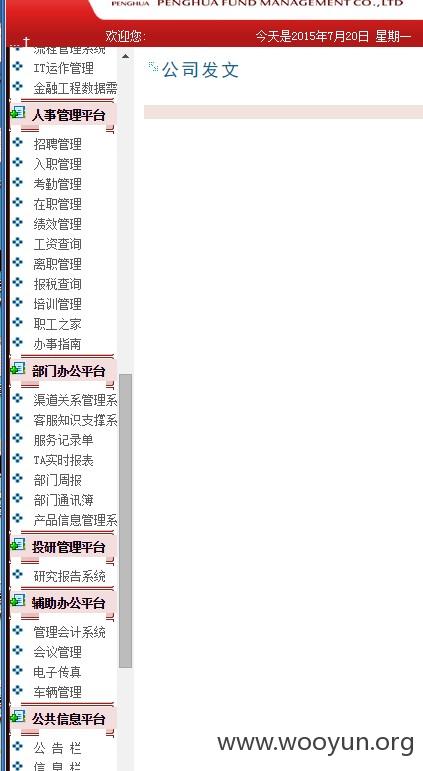 PENGHUA PENGHUA FUND MANAGEMENT CO., LTD
欢迎您: 今天是2015年7月20日 星期一
流程管理系统
IT运作管理
金融工程数据需
人事管理平台
招聘管理
入职管理
考勤管理
在职管理
绩效管理
工资查询
离职管理
报税查询
培训管理
职工之家
办事指南
部门办公平台
渠道关系管理系
客服知识支撑系
服务记录单
TA实时报表
部门周报
部门通讯簿
产品信息管理系
投研管理平台
研究报告系统
辅助办公平台
管理会计系统
会议管理
电子传真
车辆管理
公共信息平台
公 告 栏
信 息 栏
公司发文
www.wooyun.org